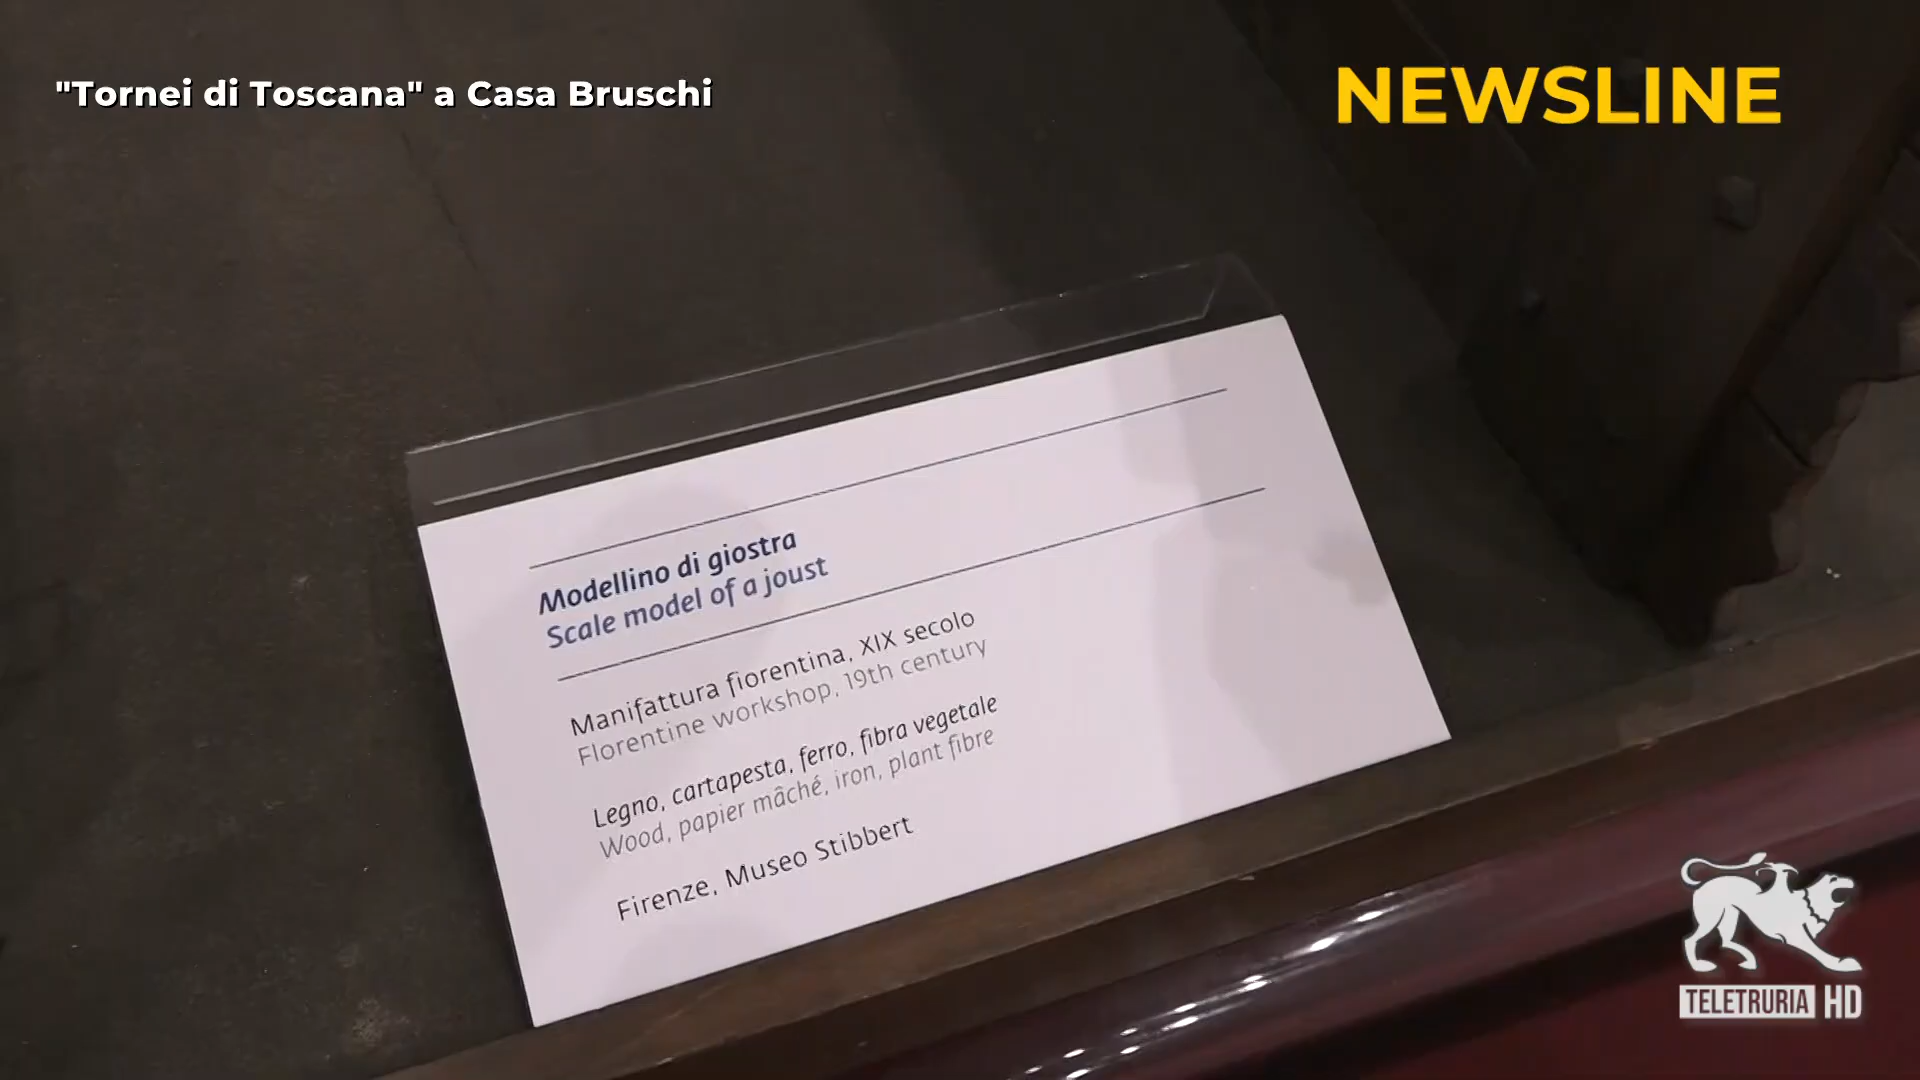 "Tornei di Toscana" a Casa Bruschi
NEWSLINE
Modellino di giostra
Scale model of a joust
Manifattura fiorentina, XIX secolo
Florentine workshop, 19th century
Legno, cartapesta, ferro, fibra vegetale
Wood, papier mâché, iron, plant fibre
Firenze, Museo Stibbert
TELETRURIA HD